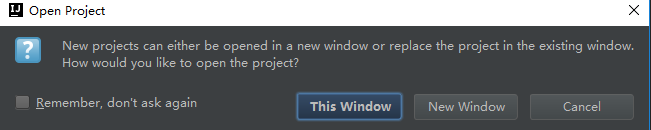 IJ Open Project
New projects can either be opened in a new window or replace the project in the existing window.
How would you like to open the project?
Remember, don't ask again
This Window
New Window
Cancel